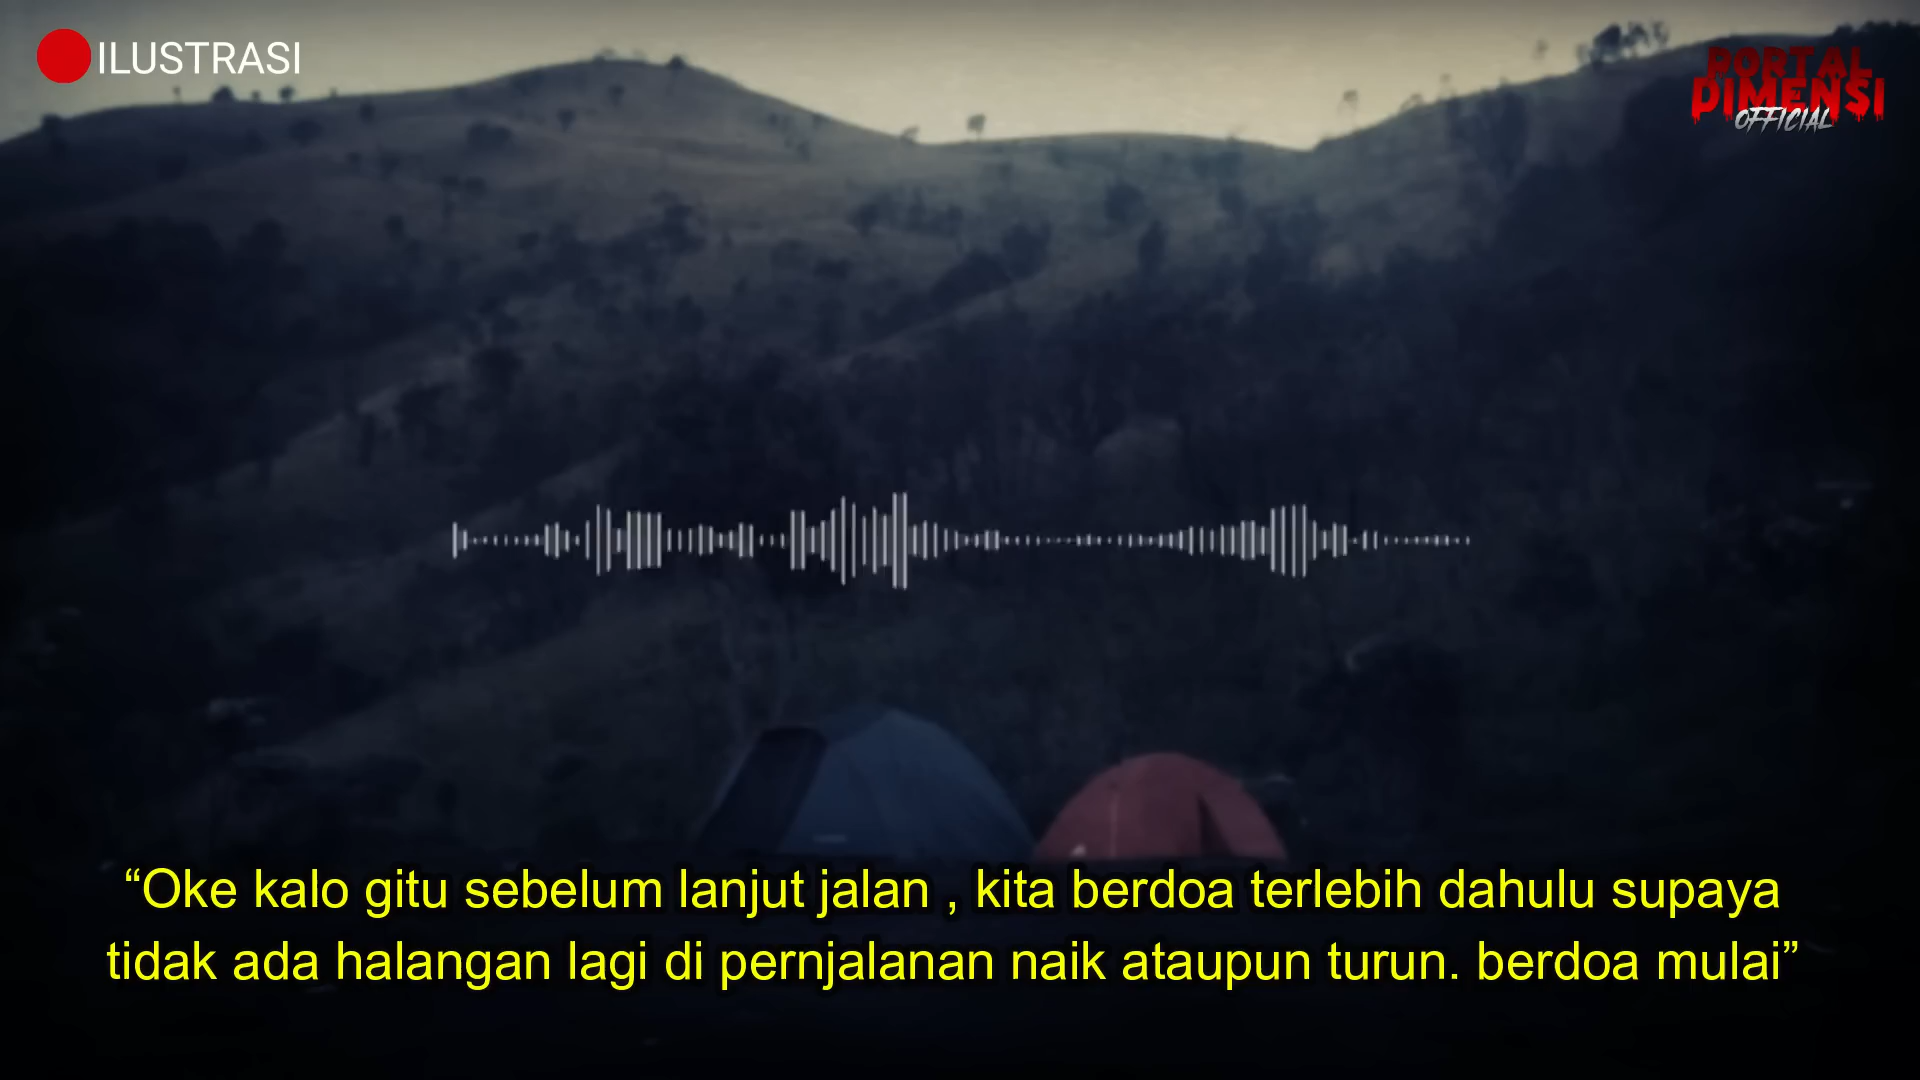 ILUSTRASI
PORTAL
DIMENSI
OFFICIAL
“Oke kalo gitu sebelum lanjut jalan , kita berdoa terlebih dahulu supaya
tidak ada halangan lagi di pernjalanan naik ataupun turun. berdoa mulai”